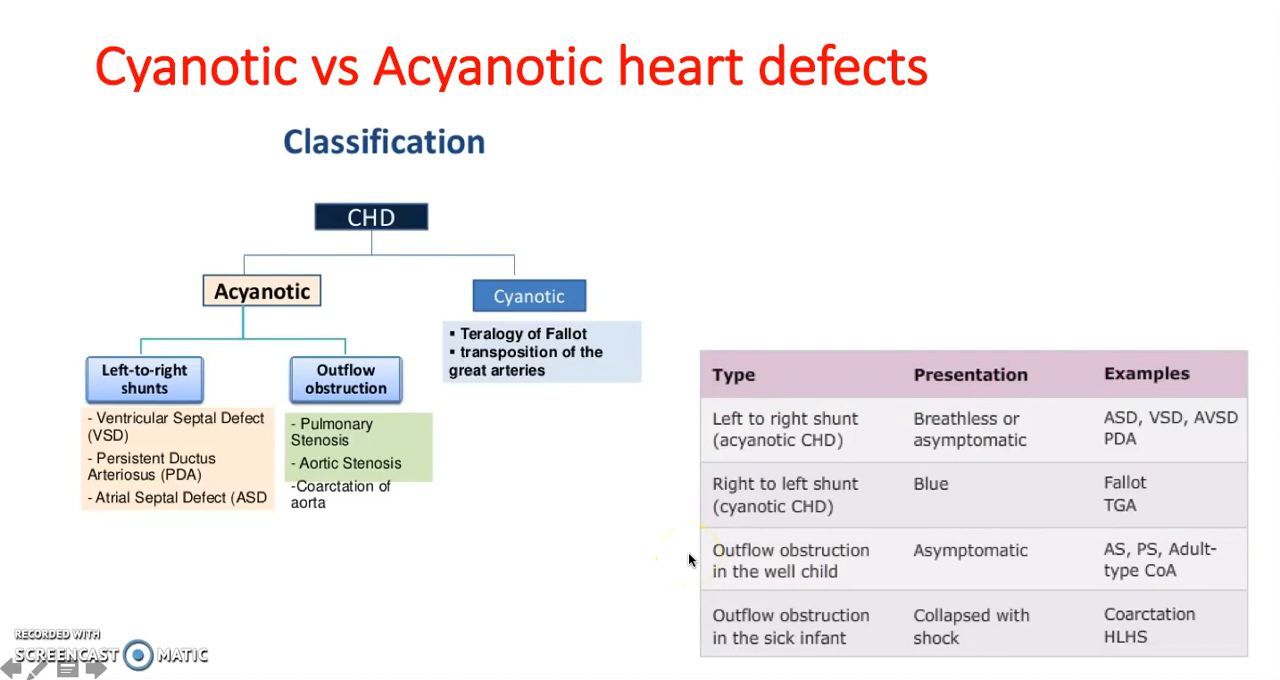 Cyanotic vs Acyanotic heart defects
Classification
CHD
Acyanotic
Cyanotic
▪ Teralogy of Fallot
▪ transposition of the
great arteries
Left-to-right
shunts
Outflow
obstruction
- Ventricular Septal Defect
(VSD)
- Persistent Ductus
Arteriosus (PDA)
- Atrial Septal Defect (ASD
- Pulmonary
Stenosis
- Aortic Stenosis
-Coarctation of
aorta
Type Presentation Examples
Left to right shunt Breathless or ASD, VSD, AVSD
(acyanotic CHD) asymptomatic PDA
Right to left shunt Blue Fallot
(cyanotic CHD) TGA
Outflow obstruction Asymptomatic AS, PS, Adult-
in the well child type CoA
Outflow obstruction Collapsed with Coarctation
in the sick infant shock HLHS
RECORDED WITH
SCREENCAST MATIC